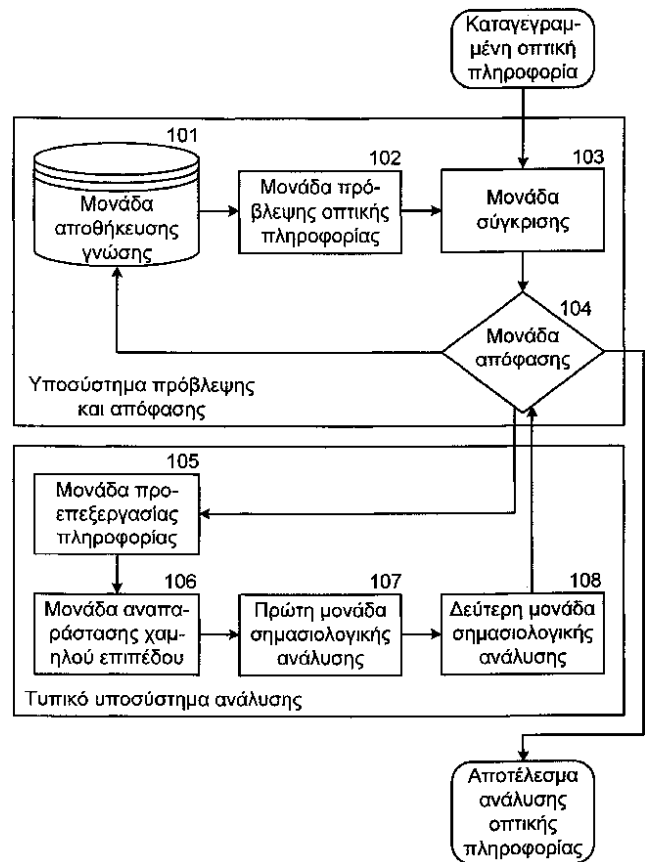 Καταγεγραμ-
μένη οπτική
πληροφορία
101
Μονάδα
αποθήκευσης
γνώσης
102
Μονάδα πρό-
βλεψης οπτικής
πληροφορίας
103
Μονάδα
σύγκρισης
104
Μονάδα
απόφασης
Υποσύστημα πρόβλεψης
και απόφασης
105
Μονάδα προ-
επεξεργασίας
πληροφορίας
106
Μονάδα αναπα-
ράστασης χαμ-
ηλού επιπέδου
107
Πρώτη μονάδα
σημασιολογικής
ανάλυσης
108
Δεύτερη μονάδα
σημασιολογικής
ανάλυσης
Τυπικό υποσύστημα ανάλυσης
Αποτέλεσμα
ανάλυσης
οπτικής
πληροφορίας